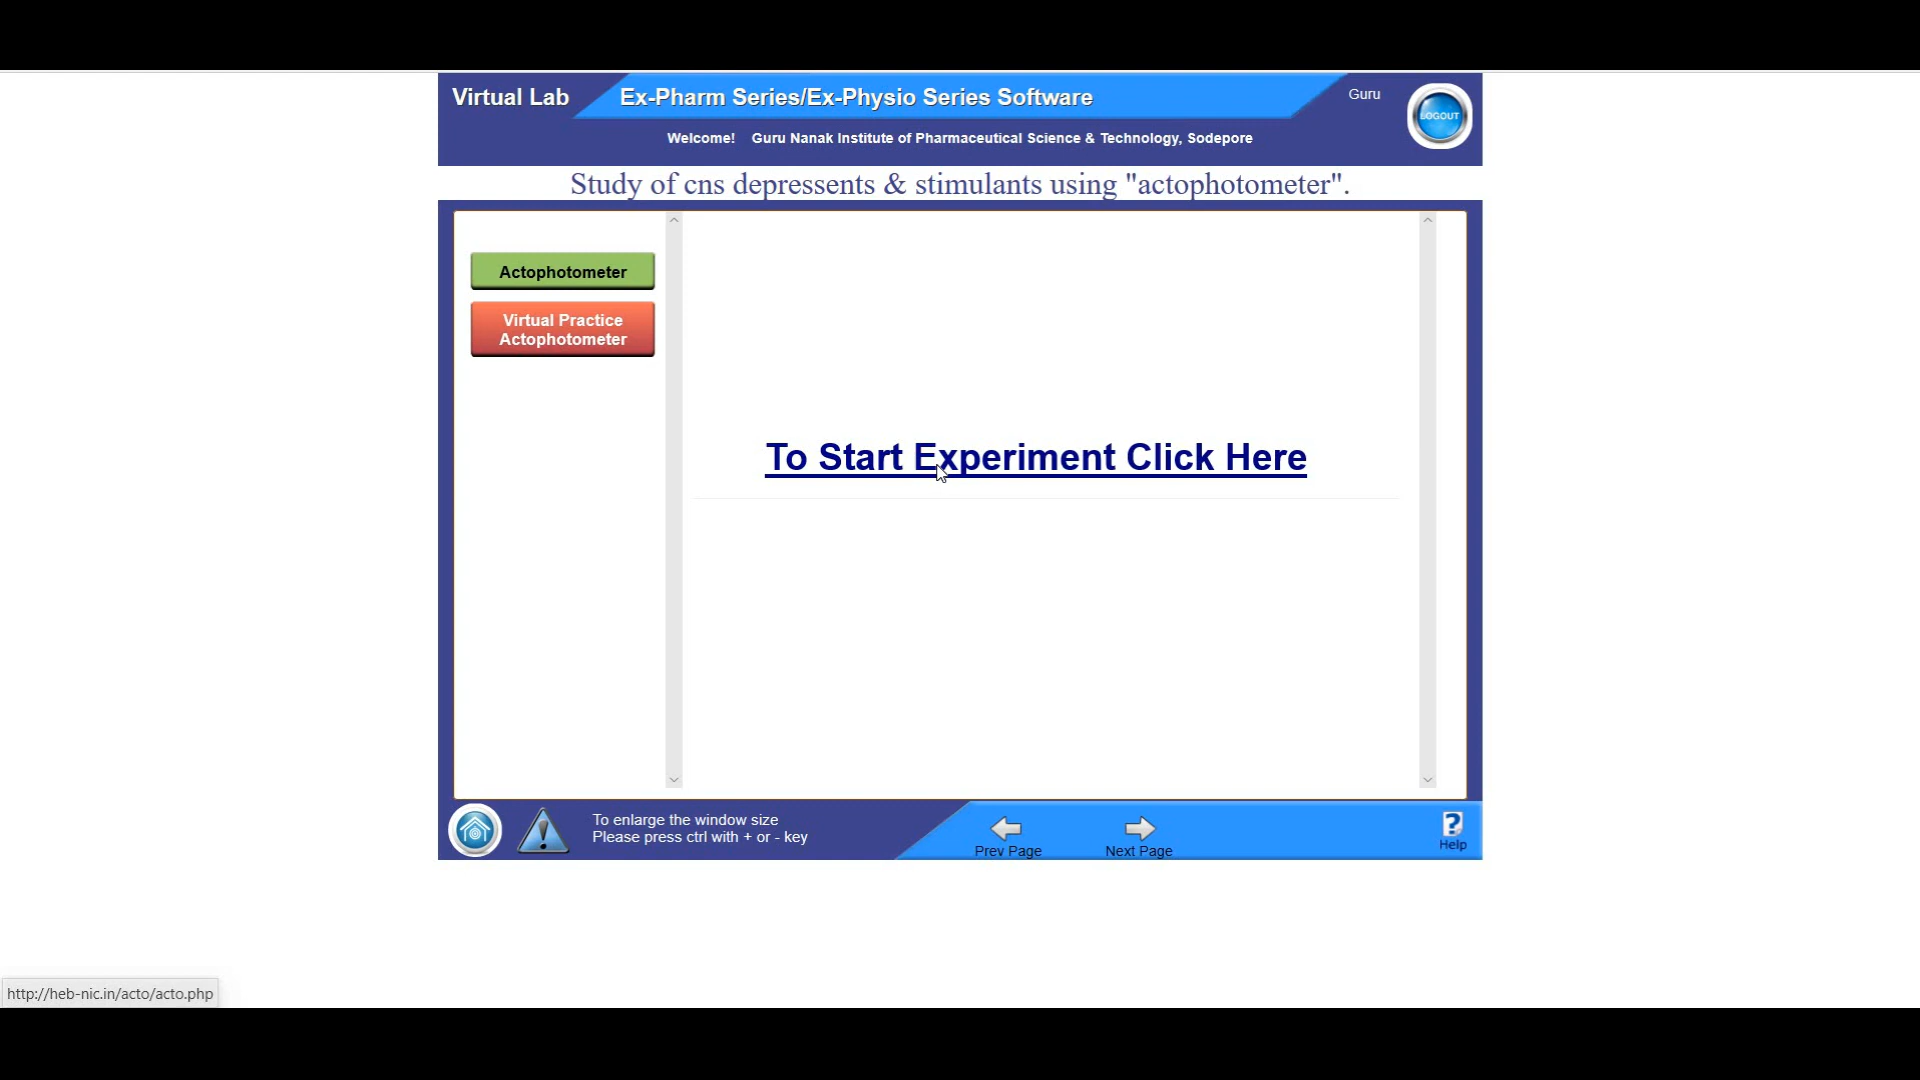 Virtual Lab
Ex-Pharm Series/Ex-Physio Series Software
Guru
LOGOUT
Welcome! Guru Nanak Institute of Pharmaceutical Science & Technology, Sodepore
Study of cns depressents & stimulants using "actophotometer".
Actophotometer
Virtual Practice
Actophotometer
To Start Experiment Click Here
To enlarge the window size
Please press ctrl with + or - key
Prev Page
Next Page
?
Help
http://heb-nic.in/acto/acto.php